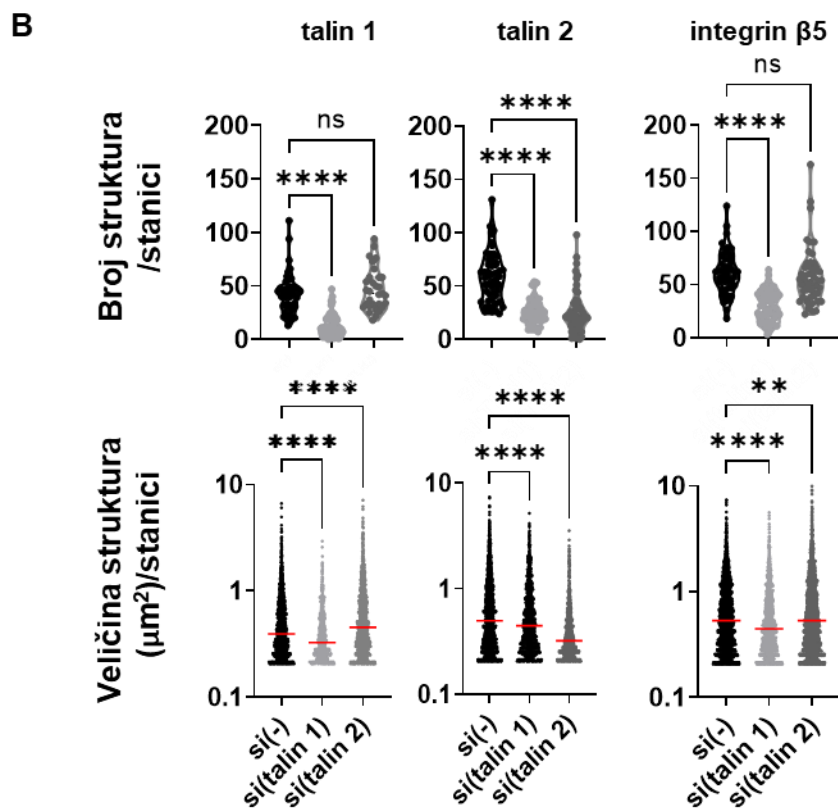 B
talin 1
talin 2
integrin β5
Broj struktura
/stanici
200
150
100
50
0
ns
****
200
150
100
50
0
****
****
200
150
100
50
0
ns
****
Veličina struktura
(µm²)/stanici
10
1
0.1
****
****
10
1
0.1
****
****
10
1
0.1
**
****
si(-)
si(talin 1)
si(talin 2)
si(-)
si(talin 1)
si(talin 2)
si(-)
si(talin 1)
si(talin 2)